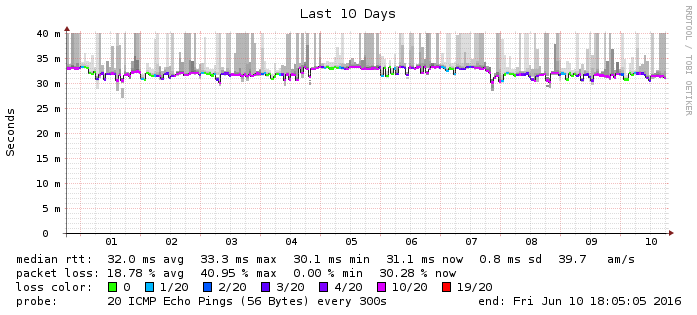 Last 10 Days
RRDTOOL / TOBI OETIKER
Seconds
40 m
35 m
30 m
25 m
20 m
15 m
10 m
5 m
0
01 02 03 04 05 06 07 08 09 10
median rtt: 32.0 ms avg 33.3 ms max 30.1 ms min 31.1 ms now 0.8 ms sd 39.7 am/s
packet loss: 18.78 % avg 40.95 % max 0.00 % min 30.28 % now
loss color: 0 1/20 2/20 3/20 4/20 10/20 19/20
probe: 20 ICMP Echo Pings (56 Bytes) every 300s end: Fri Jun 10 18:05:05 2016